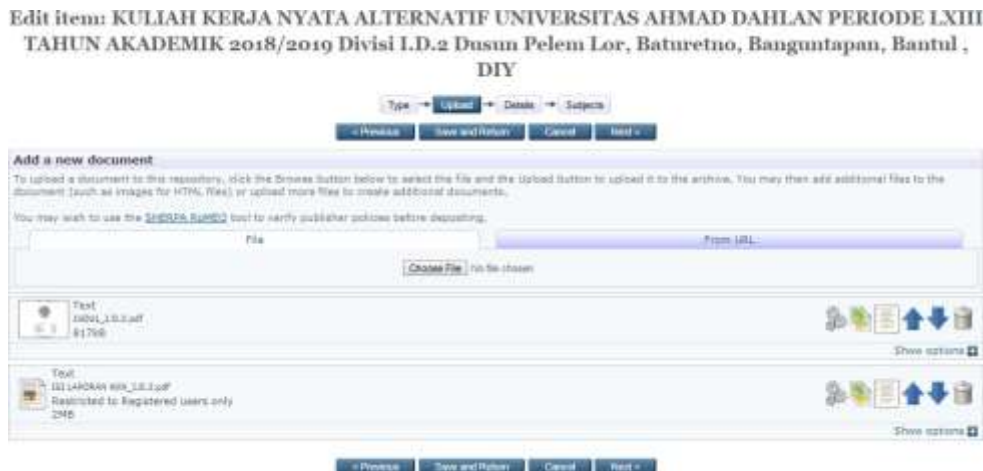 Edit item: KULIAH KERJA NYATA ALTERNATIF UNIVERSITAS AHMAD DAHLAN PERIODE LXIII
TAHUN AKADEMIK 2018/2019 Divisi I.D.2 Dusun Pelem Lor, Baturetno, Banguntapan, Bantul ,
DIY
Type → Upload → Details → Subjects
« Previous Save and Return Cancel Next »
Add a new document
To upload a document to this repository, click the Browse button below to select the file and the Upload button to upload it to the archive. You may then add additional files to the
document (such as images for HTML files) or upload more files to create additional documents.
You may wish to use the SHERPA RoMEO tool to verify publisher policies before depositing.
File From URL
Choose File No file chosen
Text
817kB
Show options
Text
ISI LAPORAN
Restricted to Registered users only
2MB
Show options
« Previous Save and Return Cancel Next »